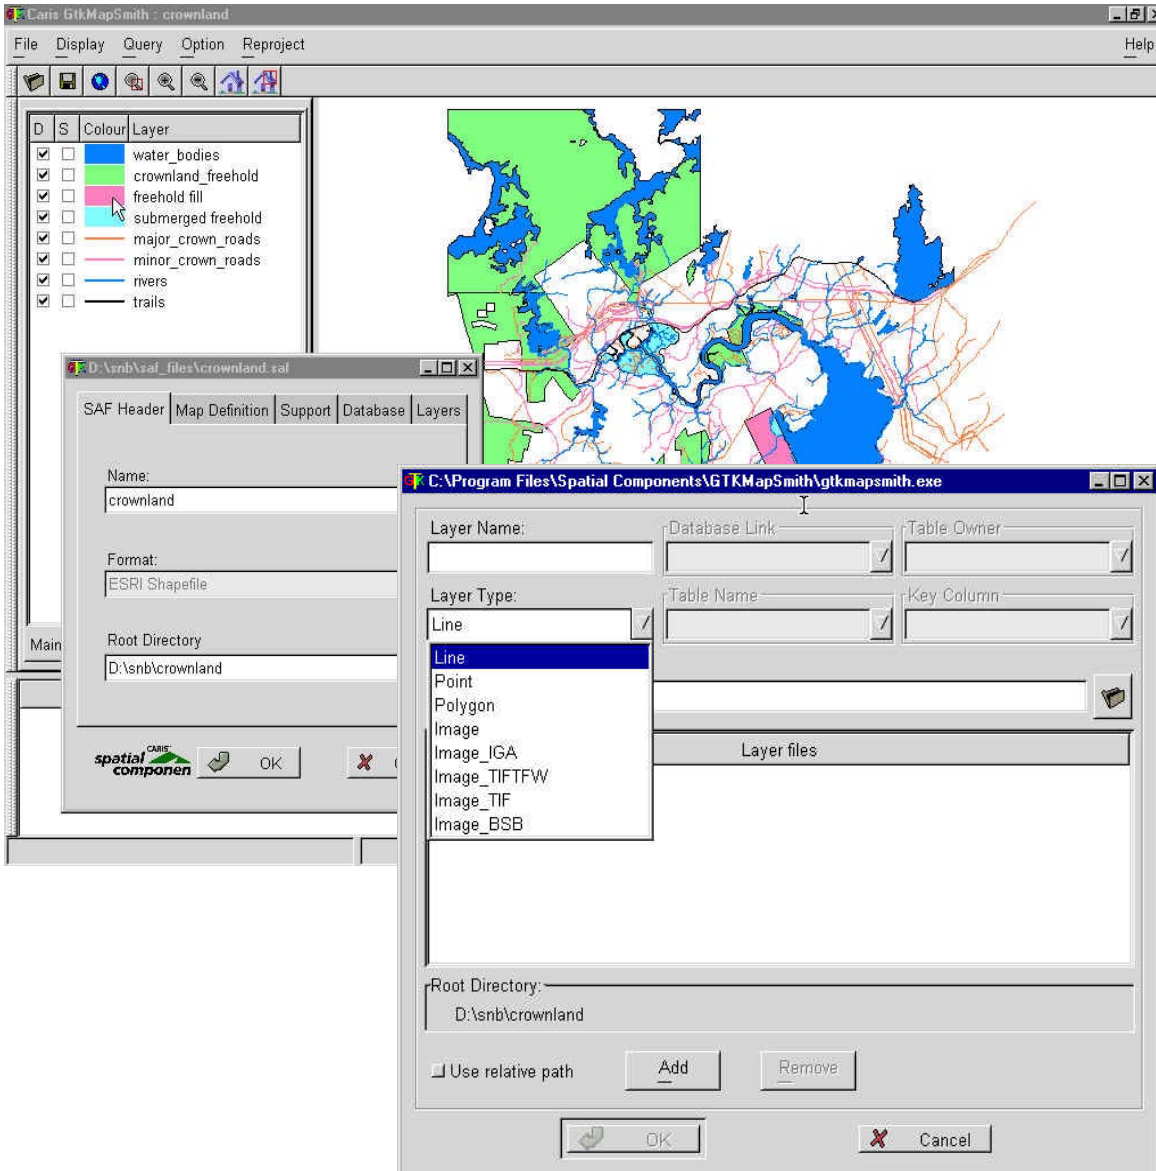 Caris GtkMapSmith : crownland
File Display Query Option Reproject Help
D S Colour Layer
water_bodies
crownland_freehold
freehold fill
submerged freehold
major_crown_roads
minor_crown_roads
rivers
trails
Main
D:\snb\saf_files\crownland.saf
SAF Header Map Definition Support Database Layers
Name:
crownland
Format:
ESRI Shapefile
Root Directory
D:\snb\crownland
CARIS
spatial
componen
OK
C:\Program Files\Spatial Components\GTKMapSmith\gtkmapsmith.exe
Layer Name: Database Link Table Owner
Layer Type: Table Name Key Column
Line
Line
Point
Polygon
Image
Image_IGA
Image_TIFTFW
Image_TIF
Image_BSB
Layer files
Root Directory:
D:\snb\crownland
Use relative path Add Remove
OK Cancel